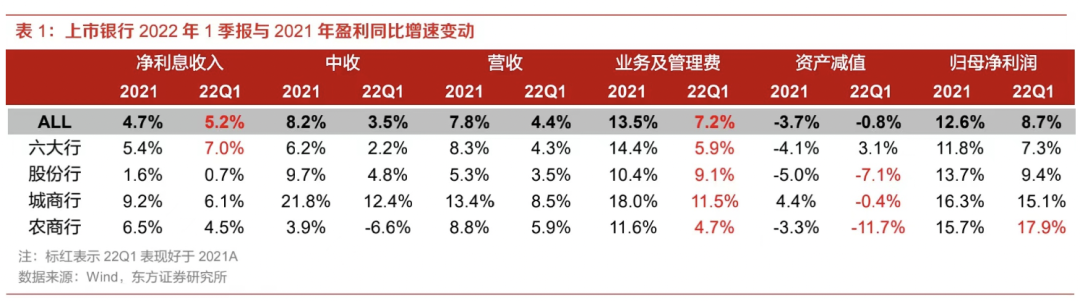 表 1：上市银行 2022 年 1 季报与 2021 年盈利同比增速变动
净利息收入 中收 营收 业务及管理费 资产减值 归母净利润
2021 22Q1 2021 22Q1 2021 22Q1 2021 22Q1 2021 22Q1 2021 22Q1
ALL 4.7% 5.2% 8.2% 3.5% 7.8% 4.4% 13.5% 7.2% -3.7% -0.8% 12.6% 8.7%
六大行 5.4% 7.0% 6.2% 2.2% 8.3% 4.3% 14.4% 5.9% -4.1% 3.1% 11.8% 7.3%
股份行 1.6% 0.7% 9.7% 4.8% 5.3% 3.5% 10.4% 9.1% -5.0% -7.1% 13.7% 9.4%
城商行 9.2% 6.1% 21.8% 12.4% 13.4% 8.5% 18.0% 11.5% 4.4% -0.4% 16.3% 15.1%
农商行 6.5% 4.5% 3.9% -6.6% 8.8% 5.9% 11.6% 4.7% -3.3% -11.7% 15.7% 17.9%
注：标红表示 22Q1 表现好于 2021A
数据来源：Wind，东方证券研究所